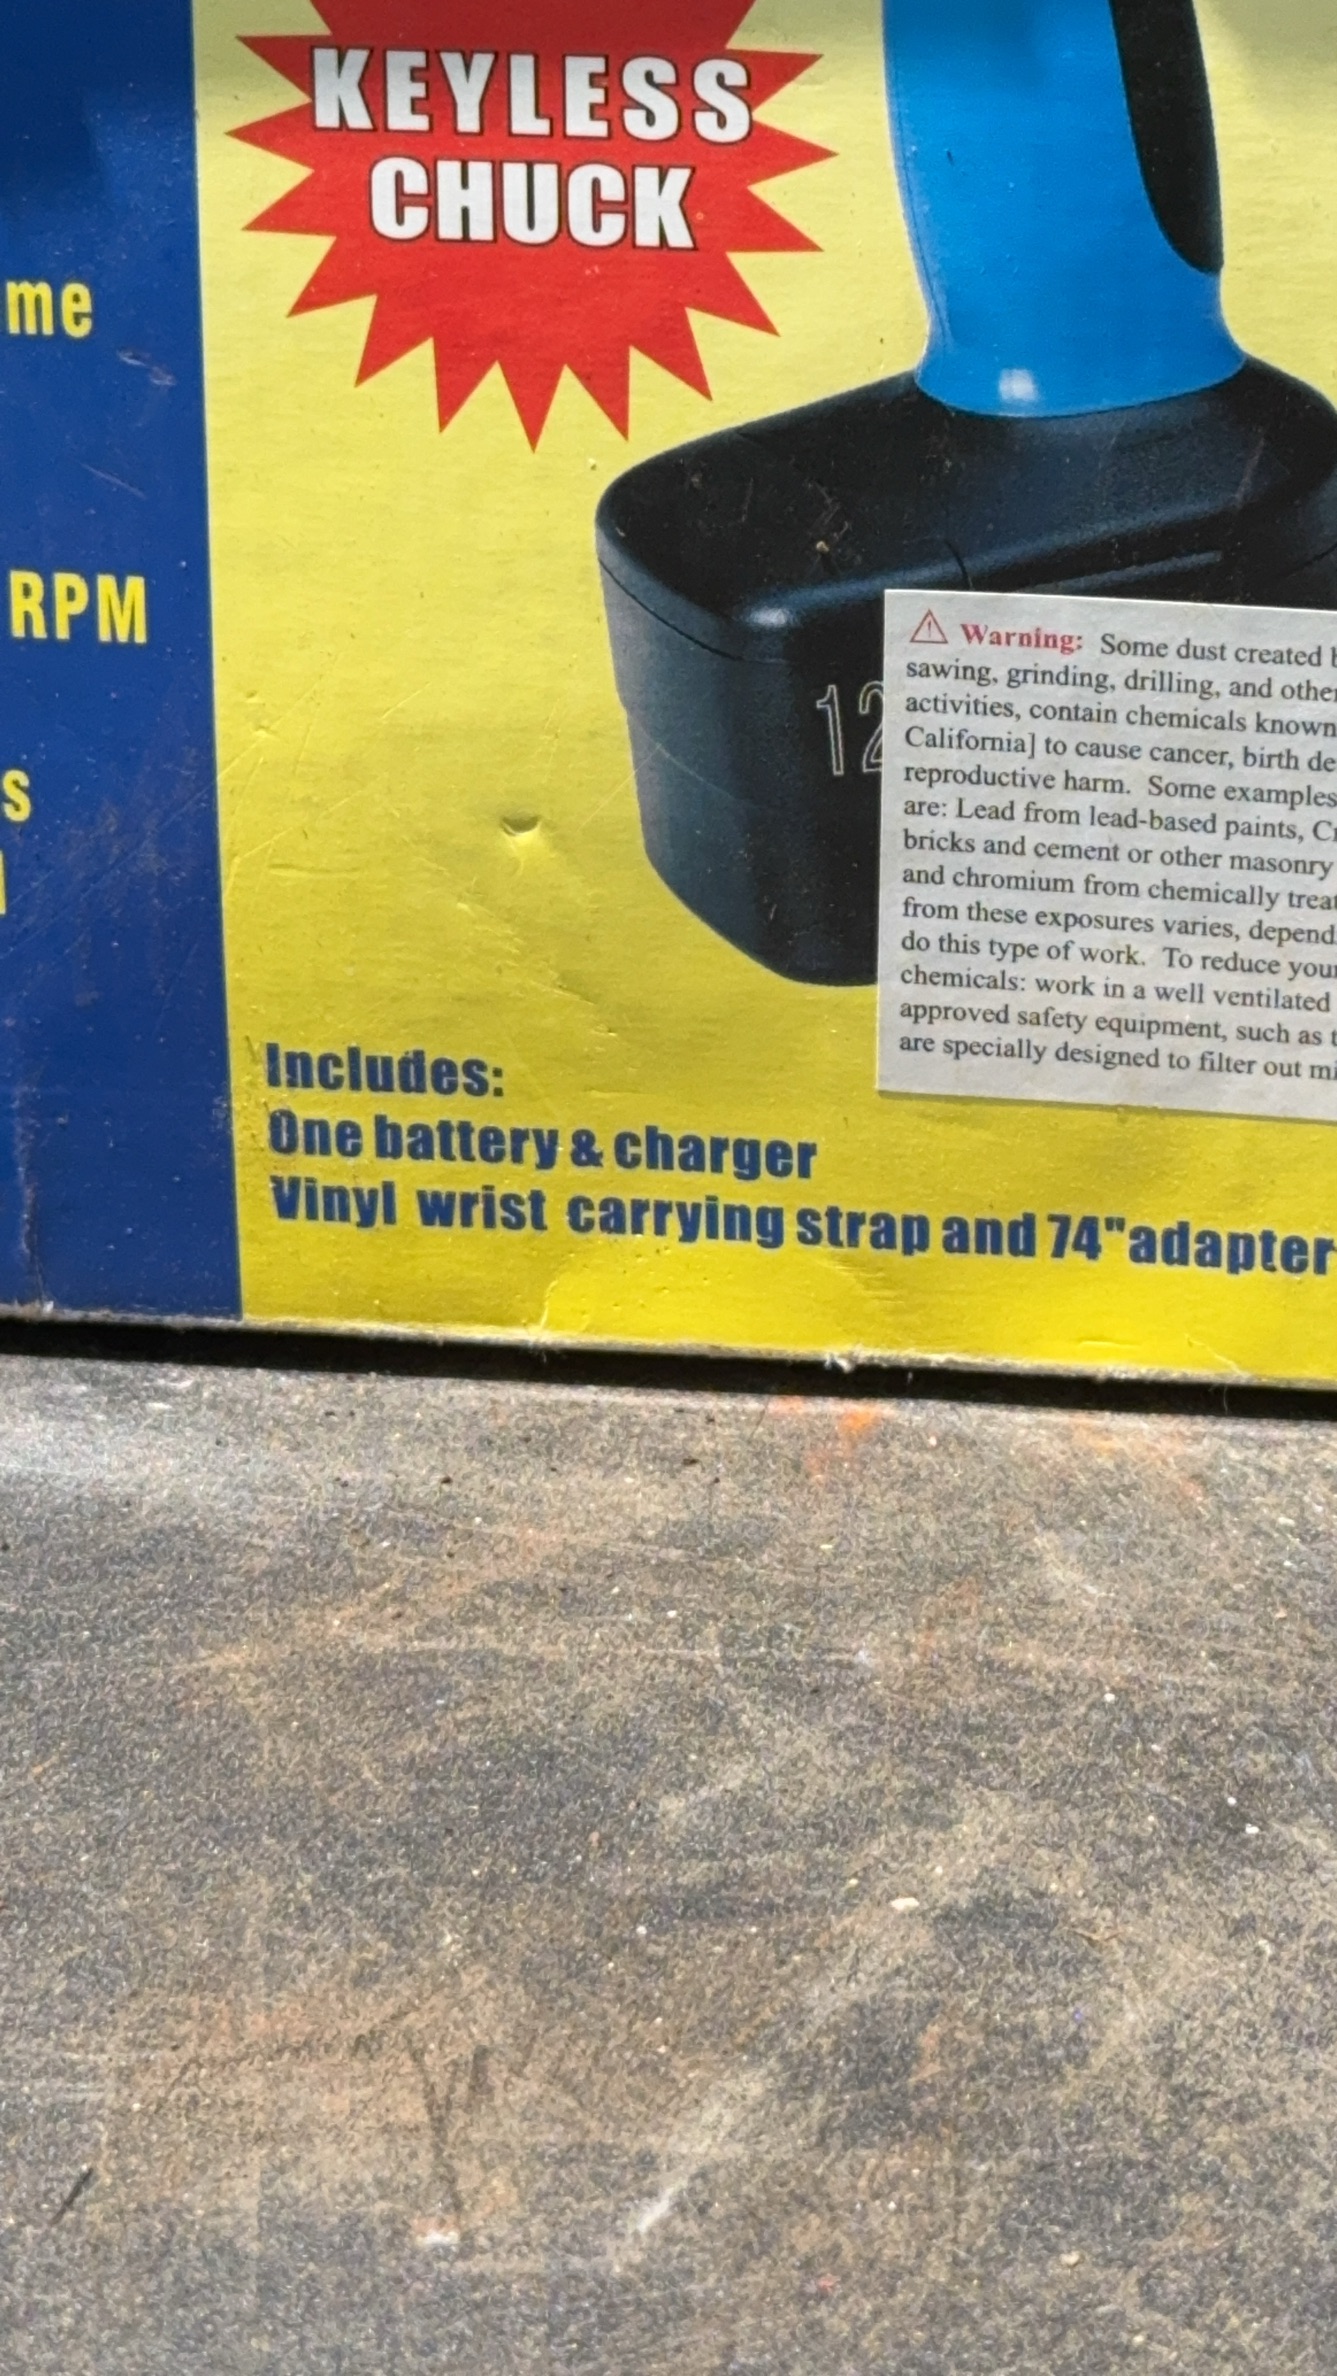 KEYLESS
CHUCK
me
RPM
s
12
Warning: Some dust created
sawing, grinding, drilling, and other
activities, contain chemicals known
California] to cause cancer, birth de
reproductive harm. Some examples
are: Lead from lead-based paints, Cr
bricks and cement or other masonry
and chromium from chemically treat
from these exposures varies, depend
do this type of work. To reduce your
chemicals: work in a well ventilated
approved safety equipment, such as t
are specially designed to filter out mi
Includes:
One battery & charger
Vinyl wrist carrying strap and 74"adapter